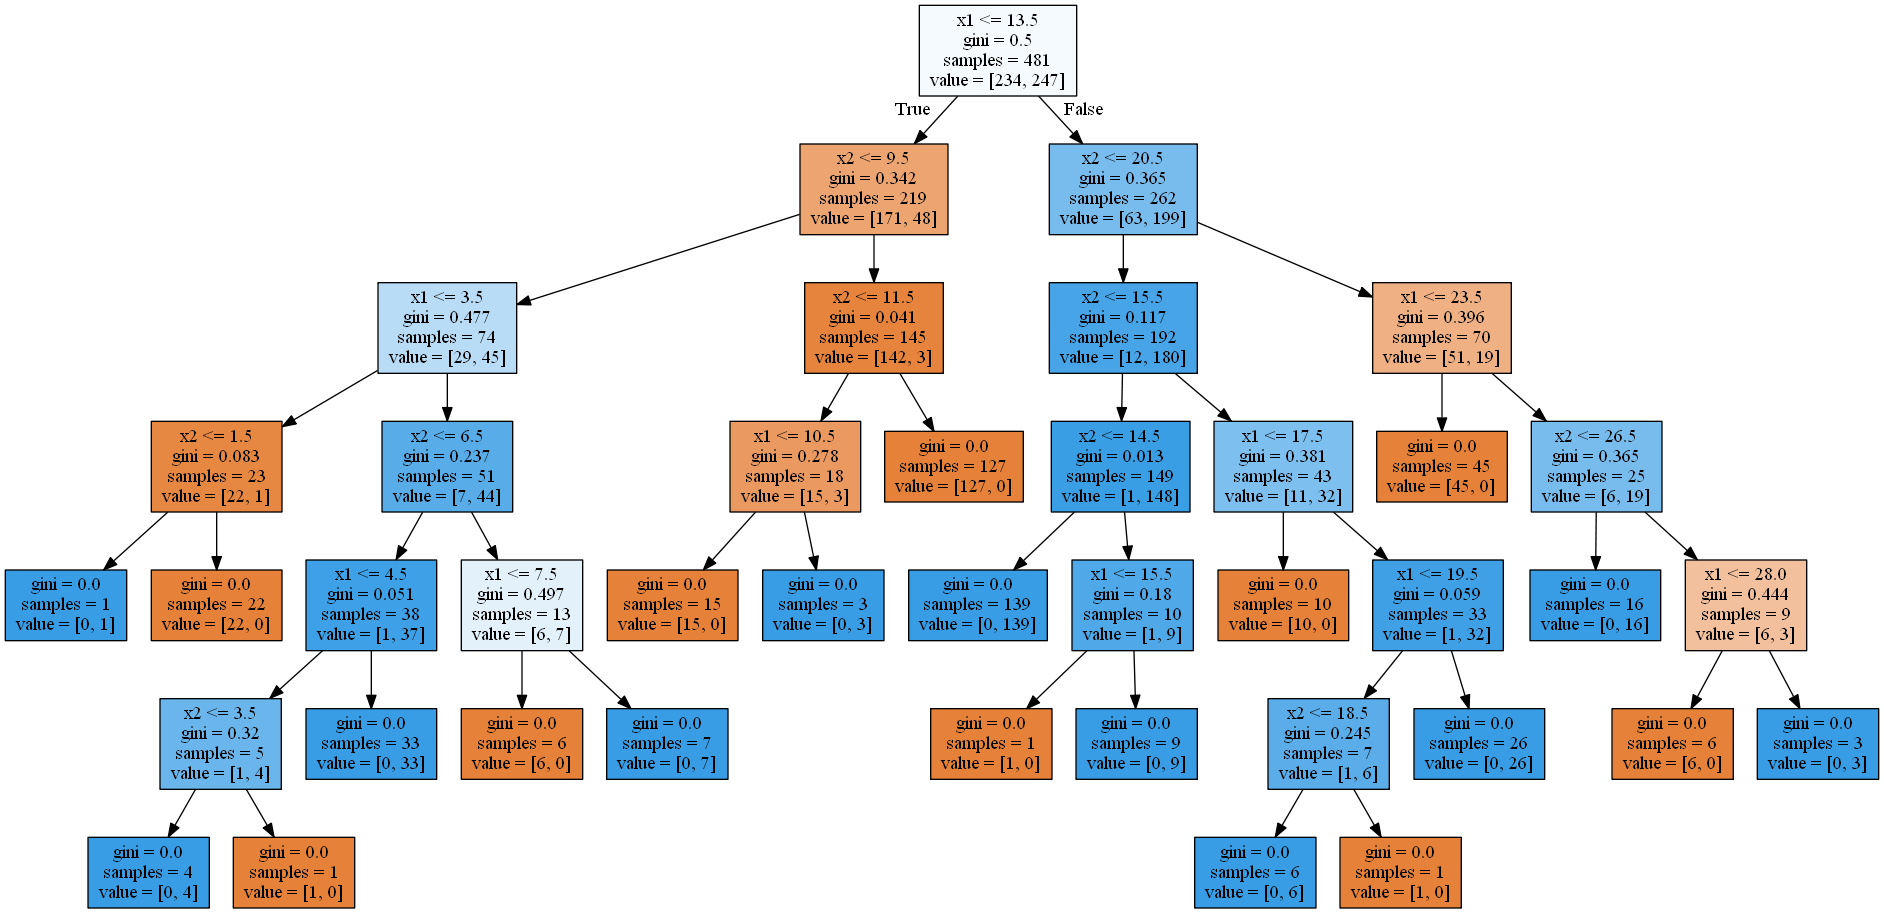 x1 <= 13.5
gini = 0.5
samples = 481
value = [234, 247]
True
False
x2 <= 9.5
gini = 0.342
samples = 219
value = [171, 48]
x2 <= 20.5
gini = 0.365
samples = 262
value = [63, 199]
x1 <= 3.5
gini = 0.477
samples = 74
value = [29, 45]
x2 <= 11.5
gini = 0.041
samples = 145
value = [142, 3]
x2 <= 15.5
gini = 0.117
samples = 192
value = [12, 180]
x1 <= 23.5
gini = 0.396
samples = 70
value = [51, 19]
x2 <= 1.5
gini = 0.083
samples = 23
value = [22, 1]
x2 <= 6.5
gini = 0.237
samples = 51
value = [7, 44]
x1 <= 10.5
gini = 0.278
samples = 18
value = [15, 3]
gini = 0.0
samples = 127
value = [127, 0]
x2 <= 14.5
gini = 0.013
samples = 149
value = [1, 148]
x1 <= 17.5
gini = 0.381
samples = 43
value = [11, 32]
gini = 0.0
samples = 45
value = [45, 0]
x2 <= 26.5
gini = 0.365
samples = 25
value = [6, 19]
gini = 0.0
samples = 1
value = [0, 1]
gini = 0.0
samples = 22
value = [22, 0]
x1 <= 4.5
gini = 0.051
samples = 38
value = [1, 37]
x1 <= 7.5
gini = 0.497
samples = 13
value = [6, 7]
gini = 0.0
samples = 15
value = [15, 0]
gini = 0.0
samples = 3
value = [0, 3]
gini = 0.0
samples = 139
value = [0, 139]
x1 <= 15.5
gini = 0.18
samples = 10
value = [1, 9]
gini = 0.0
samples = 10
value = [10, 0]
x1 <= 19.5
gini = 0.059
samples = 33
value = [1, 32]
gini = 0.0
samples = 16
value = [0, 16]
x1 <= 28.0
gini = 0.444
samples = 9
value = [6, 3]
x2 <= 3.5
gini = 0.32
samples = 5
value = [1, 4]
gini = 0.0
samples = 33
value = [0, 33]
gini = 0.0
samples = 6
value = [6, 0]
gini = 0.0
samples = 7
value = [0, 7]
gini = 0.0
samples = 1
value = [1, 0]
gini = 0.0
samples = 9
value = [0, 9]
x2 <= 18.5
gini = 0.245
samples = 7
value = [1, 6]
gini = 0.0
samples = 26
value = [0, 26]
gini = 0.0
samples = 6
value = [6, 0]
gini = 0.0
samples = 3
value = [0, 3]
gini = 0.0
samples = 4
value = [0, 4]
gini = 0.0
samples = 1
value = [1, 0]
gini = 0.0
samples = 6
value = [0, 6]
gini = 0.0
samples = 1
value = [1, 0]